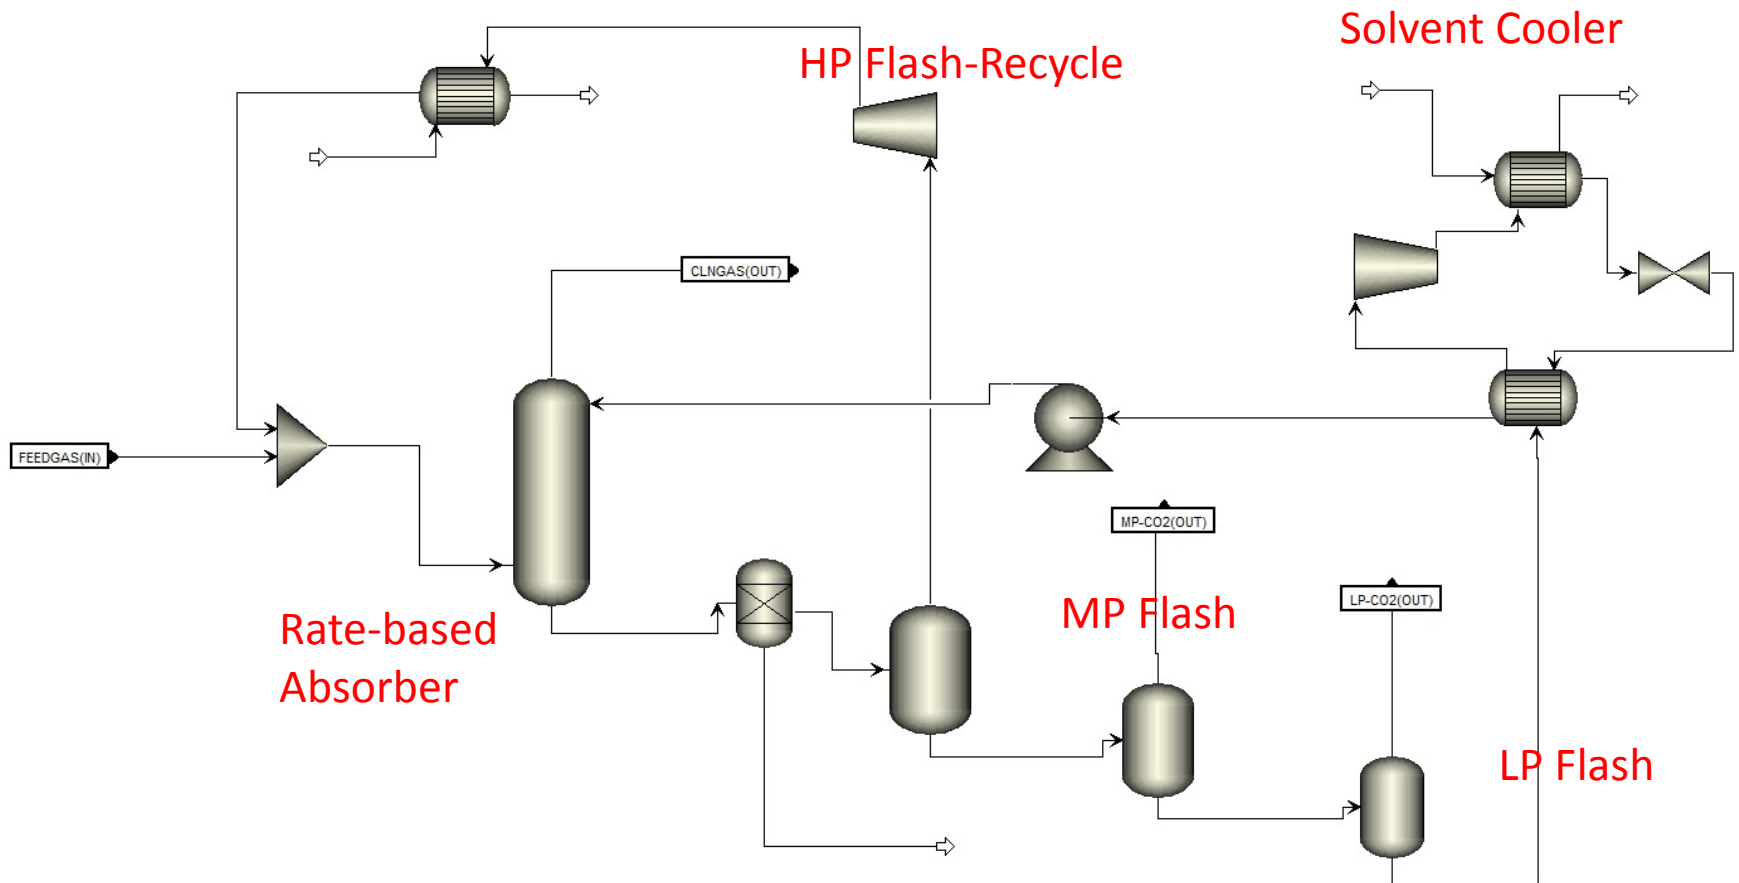 Solvent Cooler
HP Flash-Recycle
CLNGAS(OUT)
FEEDGAS(IN)
MP-CO2(OUT)
LP-CO2(OUT)
Rate-based
Absorber
MP Flash
LP Flash